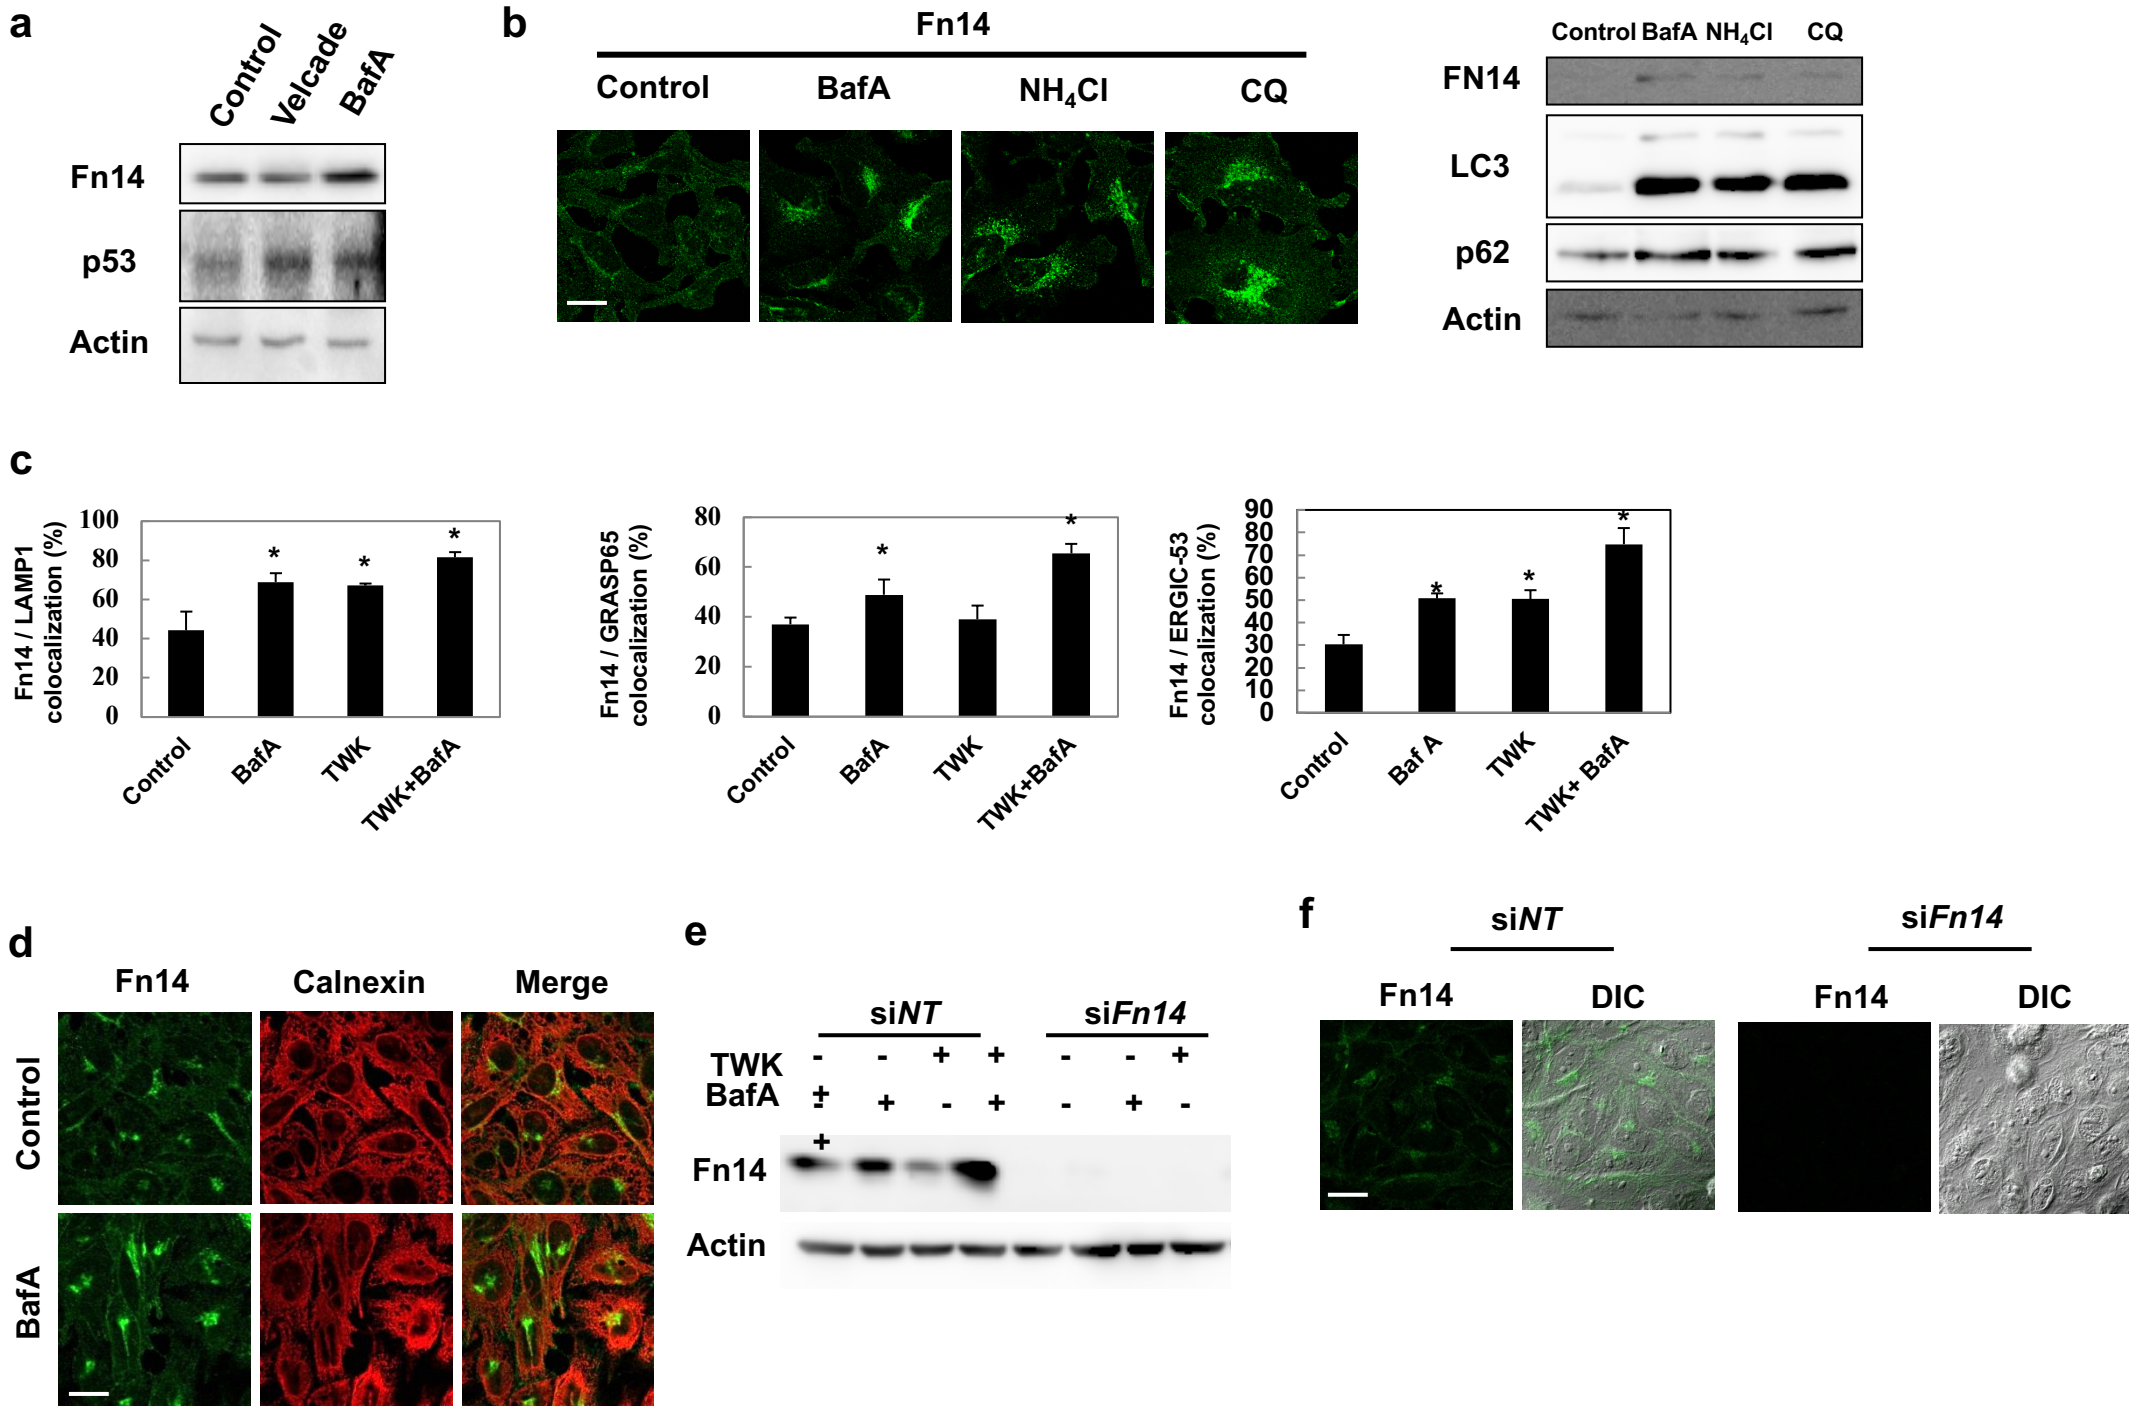 a
Control
Velcade
BafA
Fn14
p53
Actin
b
Fn14
Control BafA NH₄Cl CQ
Control BafA NH₄Cl CQ
FN14
LC3
p62
Actin
c
Fn14 / LAMP1
colocalization (%)
100
80
60
40
20
0
* * *
Control
BafA
TWK
TWK+BafA
Fn14 / GRASP65
colocalization (%)
80
60
40
20
0
* *
Control
BafA
TWK
TWK+BafA
Fn14 / ERGIC-53
colocalization (%)
90
80
70
60
50
40
30
20
10
0
* * *
Control
Baf A
TWK
TWK+ BafA
d
Fn14 Calnexin Merge
Control
BafA
e
siNT siFn14
TWK - - + + - - +
BafA + - + - + - + -
+
Fn14
Actin
f
siNT siFn14
Fn14 DIC Fn14 DIC